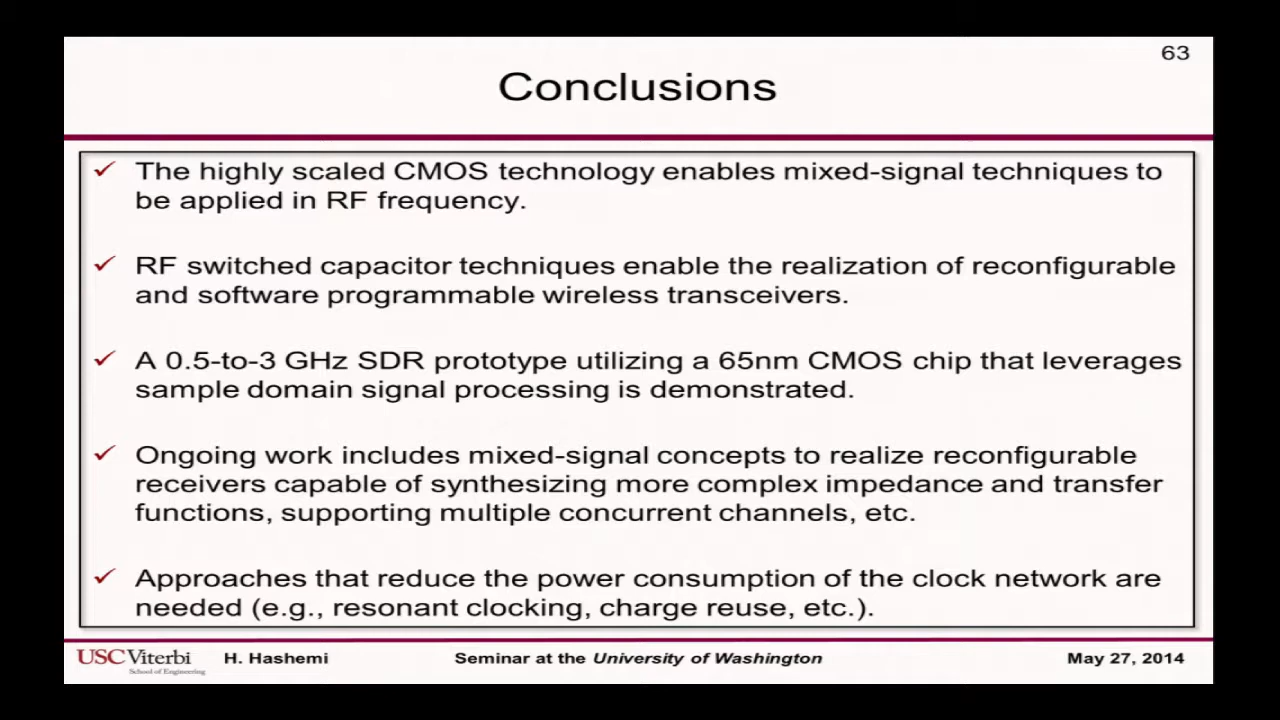 63
Conclusions
✓ The highly scaled CMOS technology enables mixed-signal techniques to
be applied in RF frequency.
✓ RF switched capacitor techniques enable the realization of reconfigurable
and software programmable wireless transceivers.
✓ A 0.5-to-3 GHz SDR prototype utilizing a 65nm CMOS chip that leverages
sample domain signal processing is demonstrated.
✓ Ongoing work includes mixed-signal concepts to realize reconfigurable
receivers capable of synthesizing more complex impedance and transfer
functions, supporting multiple concurrent channels, etc.
✓ Approaches that reduce the power consumption of the clock network are
needed (e.g., resonant clocking, charge reuse, etc.).
USC Viterbi H. Hashemi Seminar at the University of Washington May 27, 2014
School of Engineering